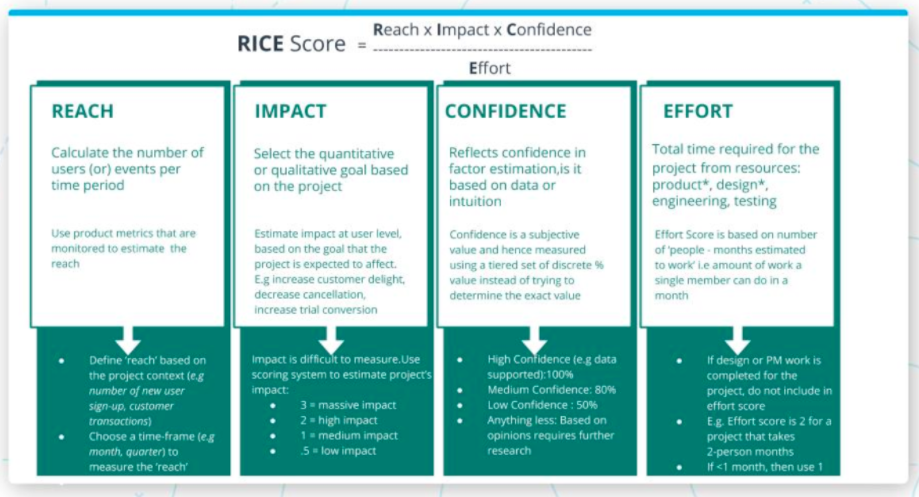 RICE Score = Reach x Impact x Confidence
Effort
REACH
Calculate the number of
users (or) events per
time period
Use product metrics that are
monitored to estimate the
reach
Define 'reach' based on
the project context (e.g
number of new user
sign-up, customer
transactions)
Choose a time-frame (e.g
month, quarter) to
measure the 'reach'
IMPACT
Select the quantitative
or qualitative goal based
on the project
Estimate impact at user level,
based on the goal that the
project is expected to affect.
E.g increase customer delight,
decrease cancellation,
increase trial conversion
Impact is difficult to measure.Use
scoring system to estimate project's
impact:
3 = massive impact
2 = high impact
1 = medium impact
.5 = low impact
CONFIDENCE
Reflects confidence in
factor estimation,is it
based on data or
intuition
Confidence is a subjective
value and hence measured
using a tiered set of discrete %
value instead of trying to
determine the exact value
High Confidence (e.g data
supported):100%
Medium Confidence: 80%
Low Confidence : 50%
Anything less: Based on
opinions requires further
research
EFFORT
Total time required for the
project from resources:
product*, design*,
engineering, testing
Effort Score is based on number
of 'people - months estimated
to work' i.e amount of work a
single member can do in a
month
If design or PM work is
completed for the
project, do not include in
effort score
E.g. Effort score is 2 for a
project that takes
2-person months
If <1 month, then use 1